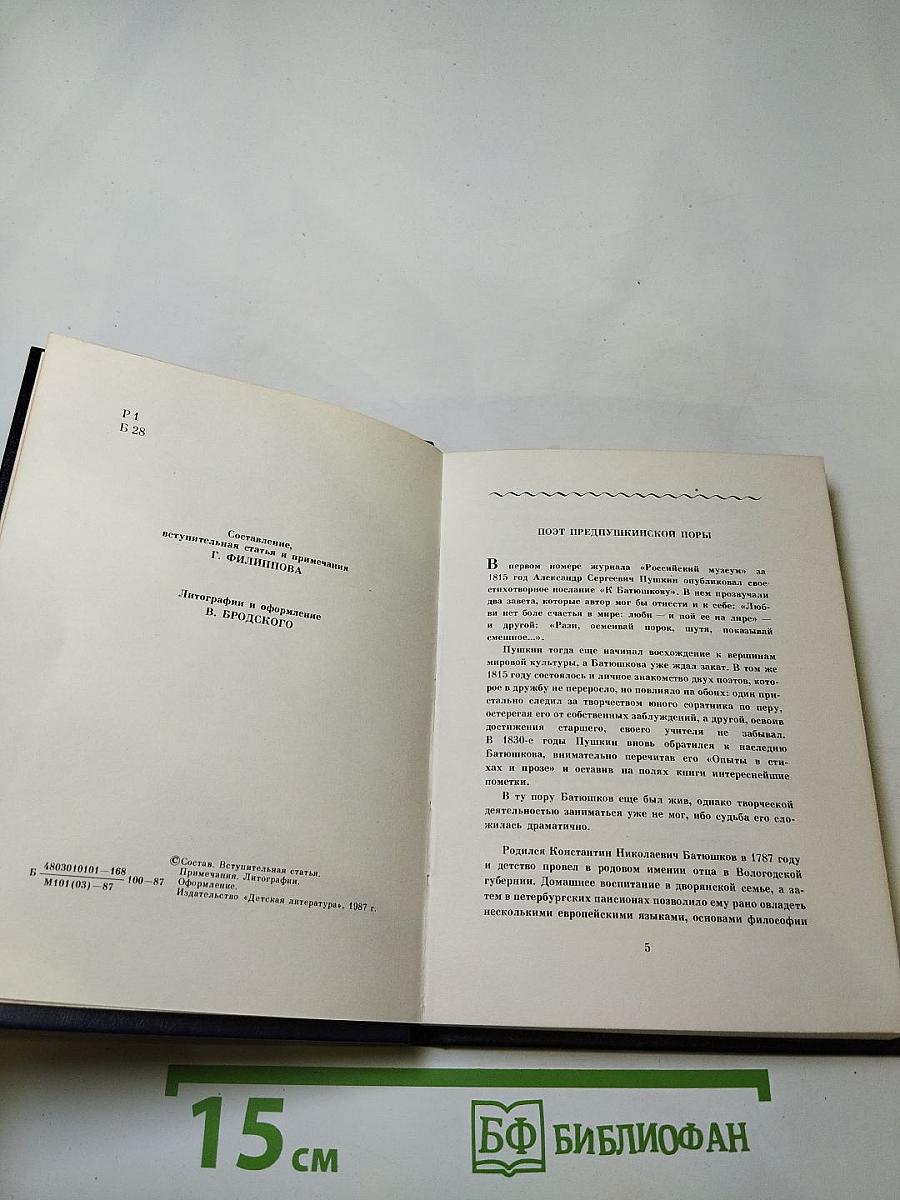 Р 1
Б 28
Составление,
вступительная статья и примечания
Г. ФИЛИППОВА
Литографии и оформление
В. БРОДСКОГО
Б 4803010101—168 100—87
М101(03)—87
©Состав. Вступительная статья.
Примечания. Литографии.
Оформление.
Издательство «Детская литература», 1987 г.
ПОЭТ ПРЕДПУШКИНСКОЙ ПОРЫ
В первом номере журнала «Российский музеум» за
1815 год Александр Сергеевич Пушкин опубликовал свое
стихотворное послание «К Батюшкову». В нем прозвучали
два завета, которые автор мог бы отнести и к себе: «Люб-
ви нет боле счастья в мире: люби — и пой ее на лире» —
и другой: «Рази, осмеивай порок, шутя, показывай
смешное...».
Пушкин тогда еще начинал восхождение к вершинам
мировой культуры, а Батюшкова уже ждал закат. В том же
1815 году состоялось и личное знакомство двух поэтов, кото-
рое в дружбу не переросло, но повлияло на обоих: один при-
стально следил за творчеством юного соратника по перу,
остерегая его от собственных заблуждений, а другой, освоив
достижения старшего, своего учителя не забывал.
В 1830-е годы Пушкин вновь обратился к наследию
Батюшкова, внимательно перечитав его «Опыты в сти-
хах и прозе» и оставив на полях книги интереснейшие
пометки.
В ту пору Батюшков еще был жив, однако творческой
деятельностью заниматься уже не мог, ибо судьба его сло-
жилась драматично.
Родился Константин Николаевич Батюшков в 1787 году
и детство провел в родовом имении отца в Вологодской
губернии. Домашнее воспитание в дворянской семье, а за-
тем в петербургских пансионах позволило ему рано овладеть
несколькими европейскими языками, основами философии
5
15 см
БФ БИБЛИОФАН